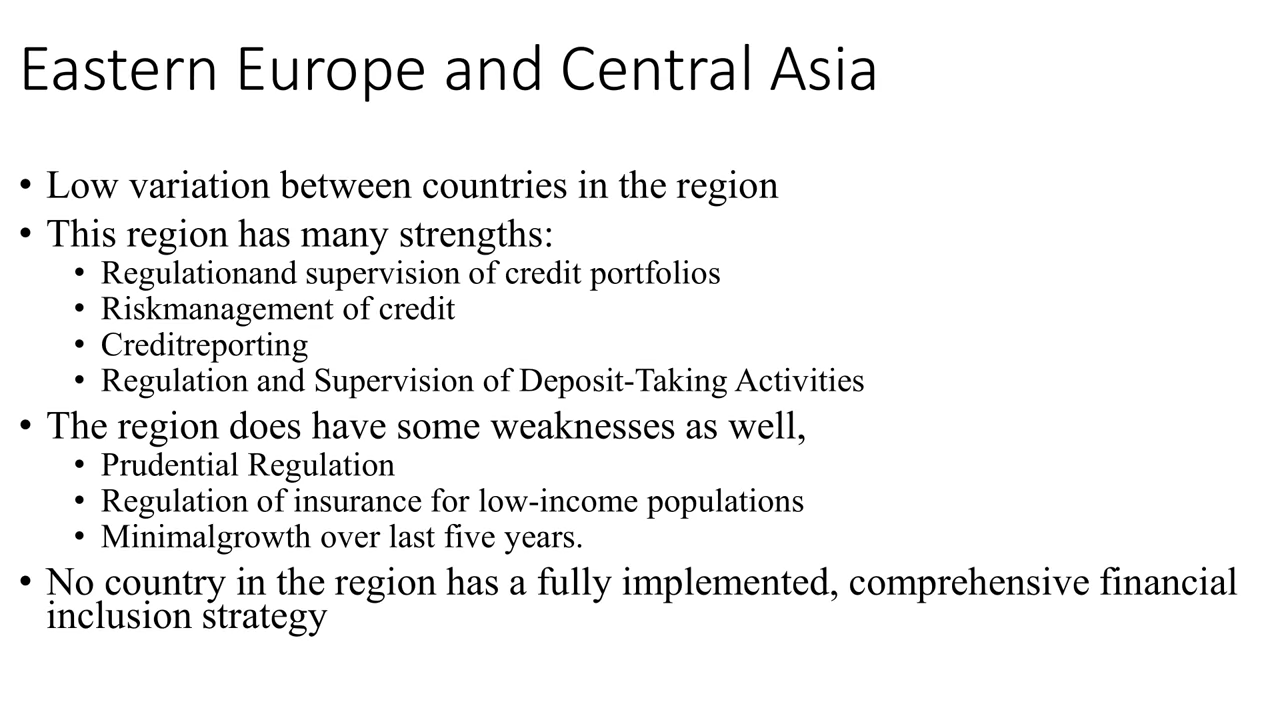 Eastern Europe and Central Asia
• Low variation between countries in the region
• This region has many strengths:
• Regulationand supervision of credit portfolios
• Riskmanagement of credit
• Creditreporting
• Regulation and Supervision of Deposit-Taking Activities
• The region does have some weaknesses as well,
• Prudential Regulation
• Regulation of insurance for low-income populations
• Minimalgrowth over last five years.
• No country in the region has a fully implemented, comprehensive financial
inclusion strategy